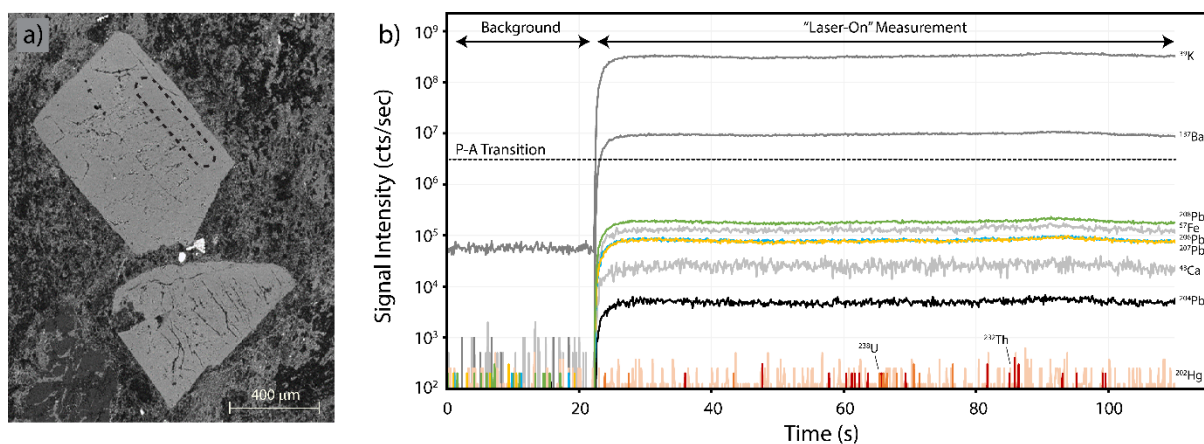 a)
400 μm
b)
Background
"Laser-On" Measurement
Signal Intensity (cts/sec)
10⁹
10⁸
10⁷
10⁶
10⁵
10⁴
10³
10²
P-A Transition
³⁹K
¹³⁷Ba
²⁰⁸Pb
⁵⁷Fe
²⁰⁶Pb
²⁰⁷Pb
⁴³Ca
²⁰⁴Pb
²³⁸U
²³²Th
²⁰²Hg
0 20 40 60 80 100
Time (s)